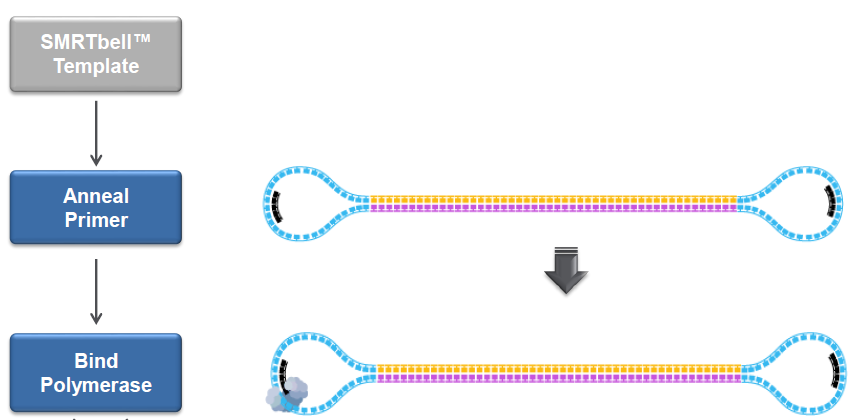 SMRTbell™
Template
Anneal
Primer
Bind
Polymerase